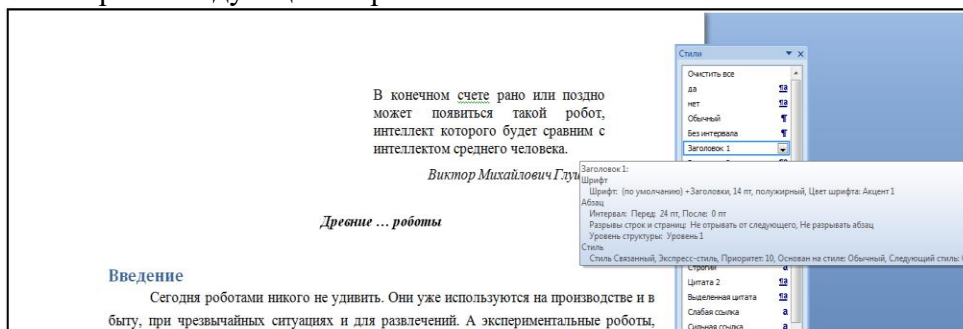 Стили
Очистить все
да
нет
Обычный
Без интервала
Заголовок 1
В конечном счете рано или поздно
может появиться такой робот,
интеллект которого будет сравним с
интеллектом среднего человека.
Виктор Михайлович
Древние … роботы
Заголовок 1:
Шрифт
Шрифт: (по умолчанию) +Заголовки, 14 пт, полужирный, Цвет шрифта: Акцент 1
Абзац
Интервал: Перед: 24 пт, После: 0 пт
Разрывы строк и страниц: Не отрывать от следующего, Не разрывать абзац
Уровень структуры: Уровень 1
Стиль
Стиль Связанный, Экспресс-стиль, Приоритет: 10, Основан на стиле: Обычный, Следующий стиль:
Строгий
Цитата 2
Выделенная цитата
Слабая ссылка
Сильная ссылка
Введение
Сегодня роботами никого не удивить. Они уже используются на производстве и в
быту, при чрезвычайных ситуациях и для развлечений. А экспериментальные роботы,